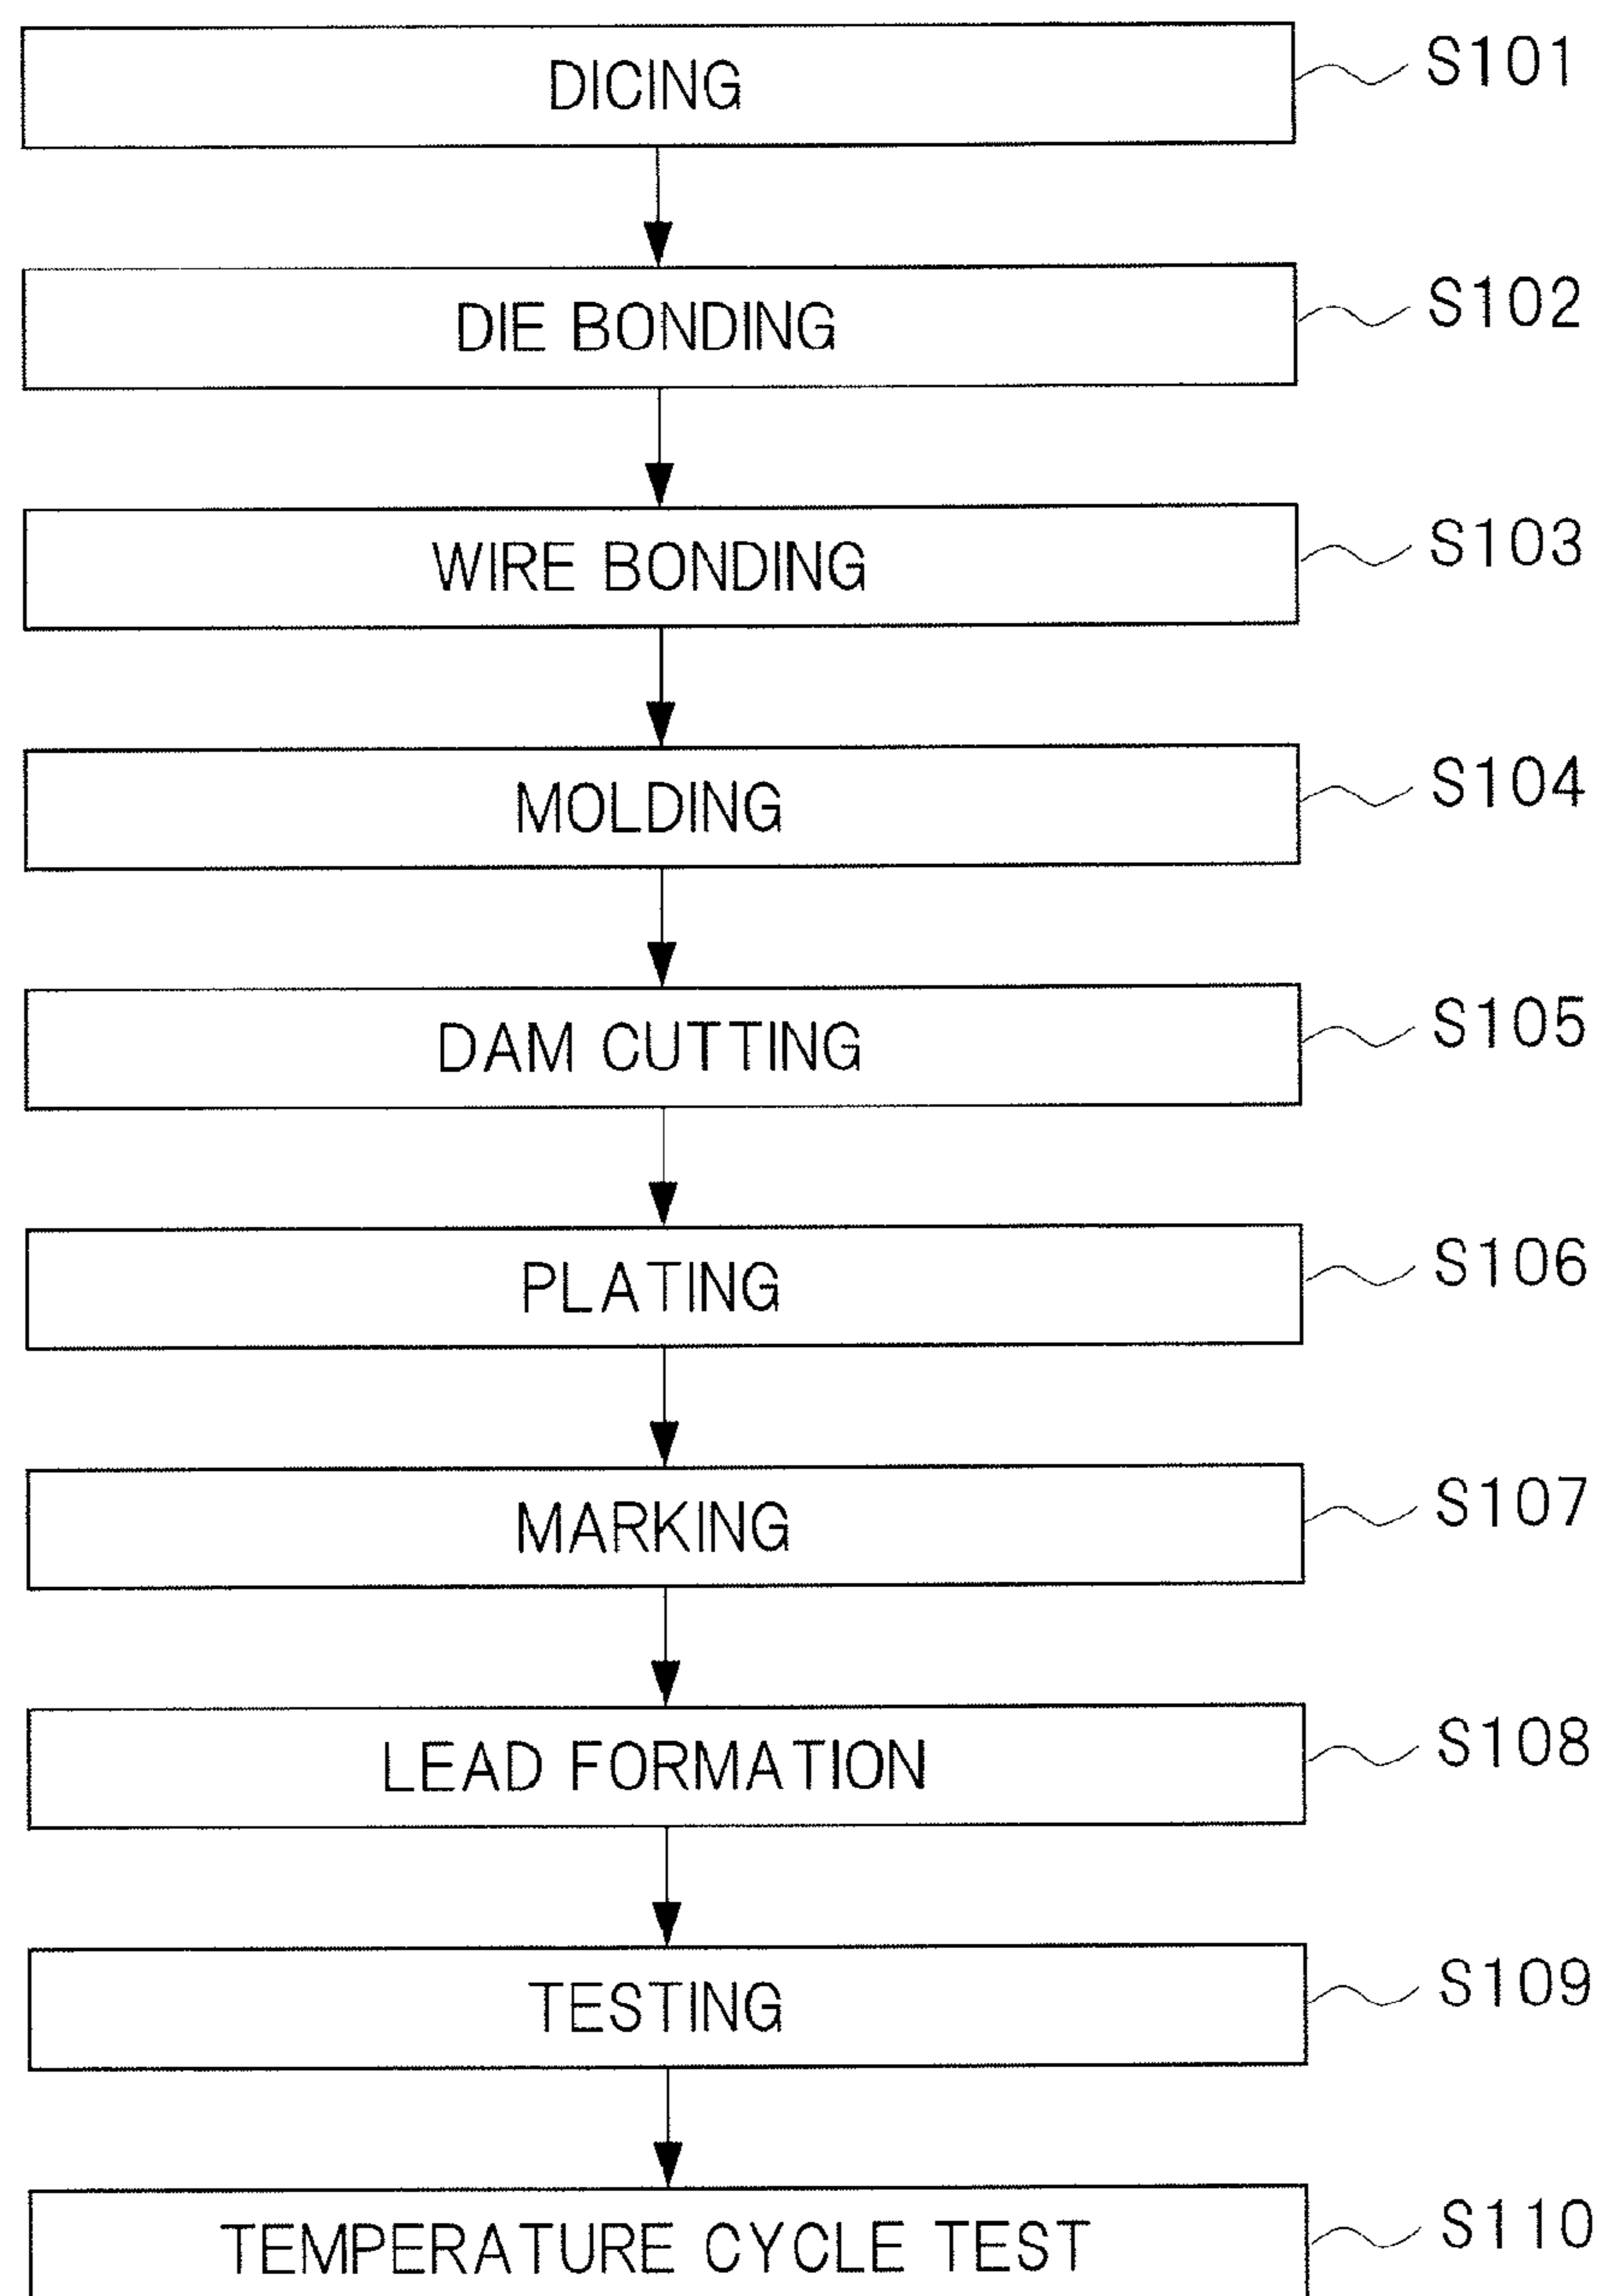 DICING S101
DIE BONDING S102
WIRE BONDING S103
MOLDING S104
DAM CUTTING S105
PLATING S106
MARKING S107
LEAD FORMATION S108
TESTING S109
TEMPERATURE CYCLE TEST S110